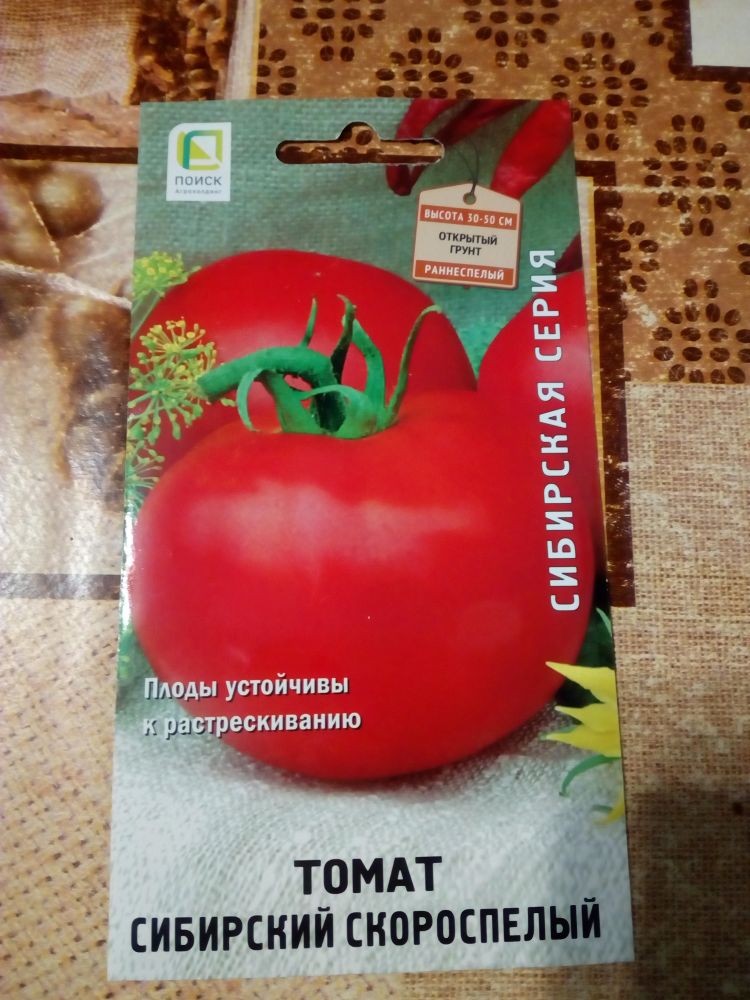 ПОИСК
Агрохолдинг
ВЫСОТА 30-50 СМ
ОТКРЫТЫЙ
ГРУНТ
РАННЕСПЕЛЫЙ
СИБИРСКАЯ СЕРИЯ
Плоды устойчивы
к растрескиванию
ТОМАТ
СИБИРСКИЙ СКОРОСПЕЛЫЙ